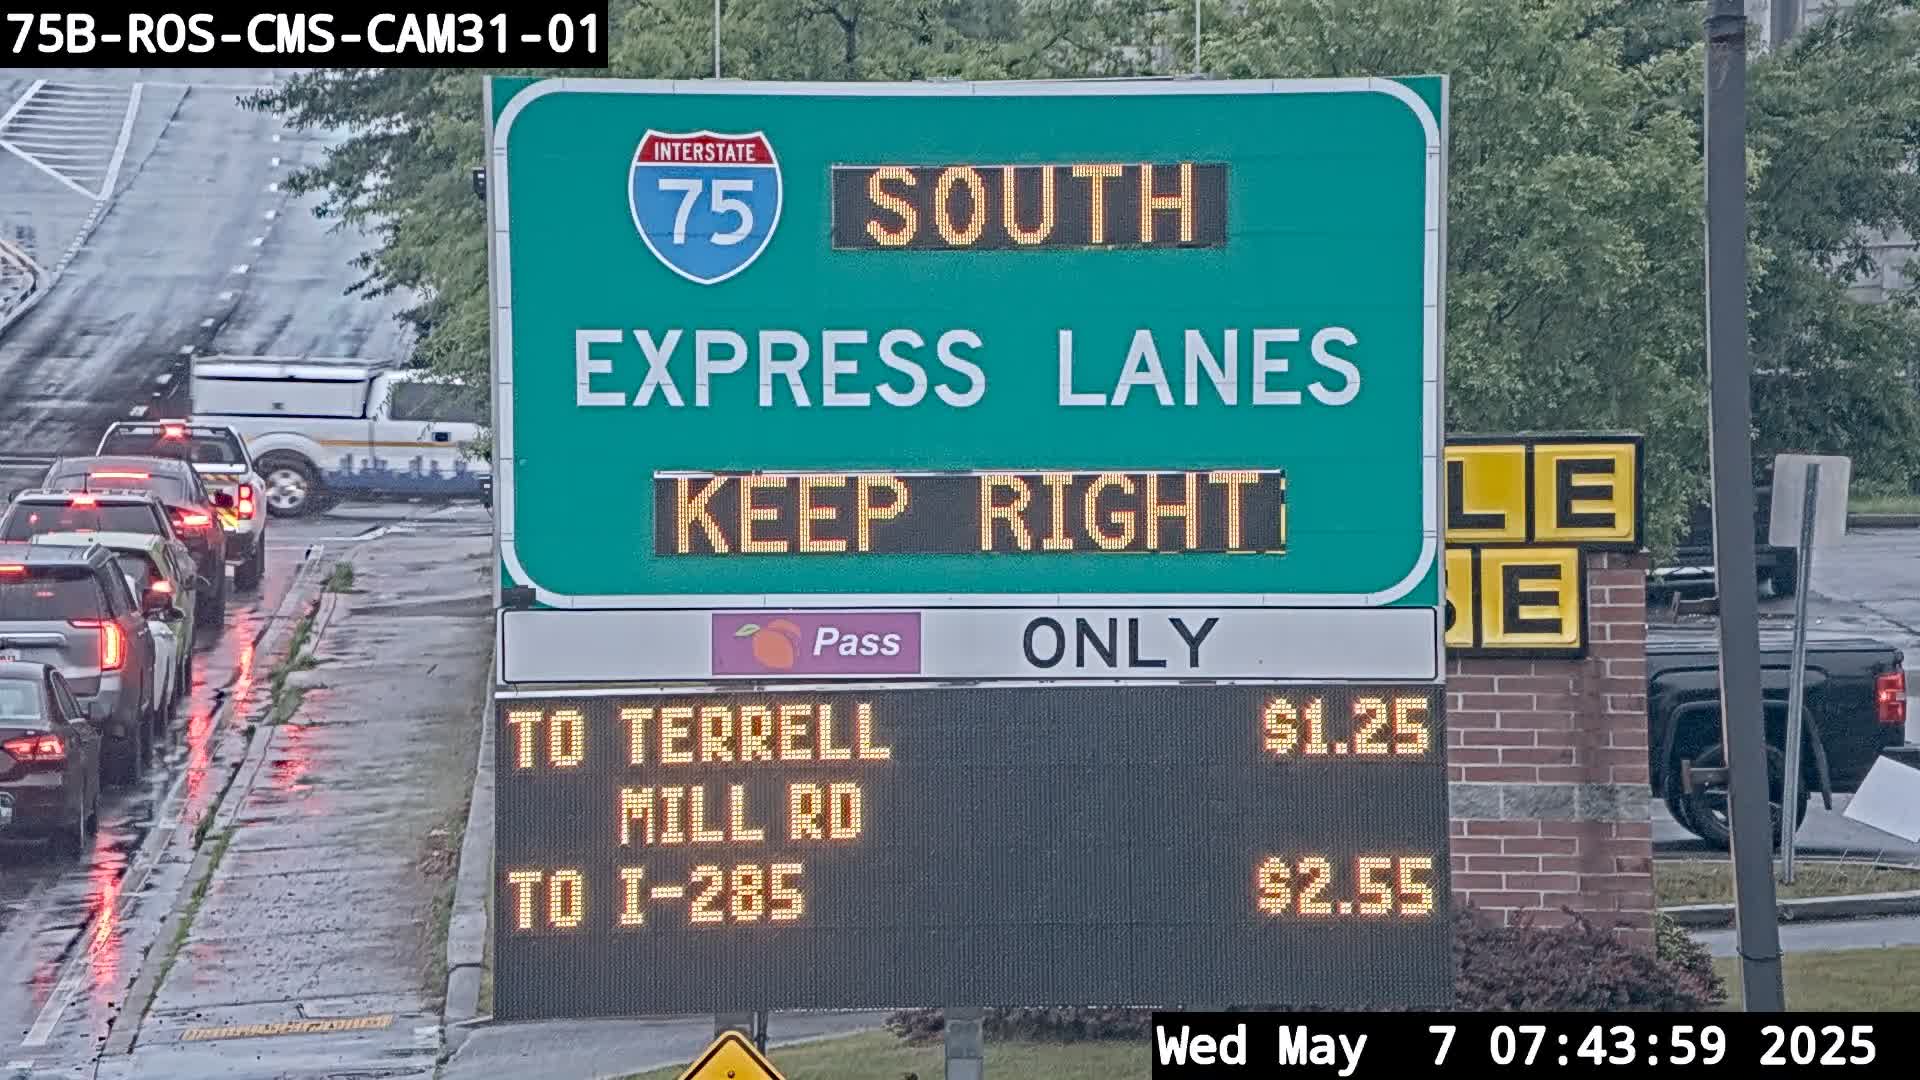 75B-ROS-CMS-CAM31-01
INTERSTATE
75
SOUTH
EXPRESS LANES
KEEP RIGHT
LE
E
Pass ONLY
TO TERRELL $1.25
MILL RD
TO I-285 $2.55
Wed May 7 07:43:59 2025